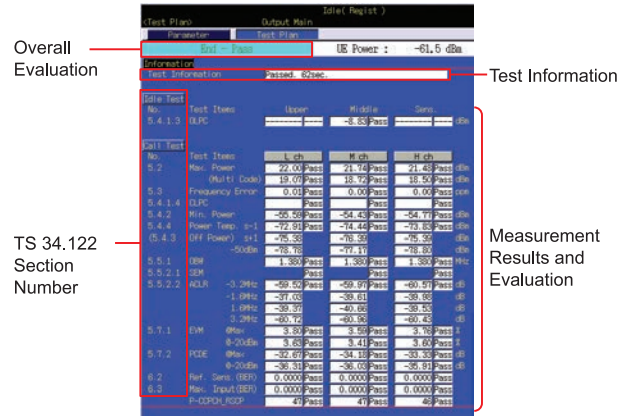 Idle( Regist )
<Test Plan> Output Main
Parameter Test Plan
End - Pass UE Power : -61.5 dBm
Information
Test Information Passed. 62sec.
Idle Test
No. Test Items Upper Middle Sens.
5.4.1.3 OLPC -------- ---- -8.83 Pass -------- ---- dBm
Call Test
No. Test Items L ch M ch H ch
5.2 Max. Power 22.00 Pass 21.74 Pass 21.43 Pass dBm
(Multi Code) 19.07 Pass 18.72 Pass 18.50 Pass dBm
5.3 Frequency Error 0.01 Pass 0.00 Pass 0.00 Pass ppm
5.4.1.4 CLPC Pass Pass Pass
5.4.2 Min. Power -55.59 Pass -54.43 Pass -54.77 Pass dBm
5.4.4 Power Temp. s-1 -72.91 Pass -74.44 Pass -73.83 Pass dBm
(5.4.3 Off Power) s+1 -75.38 -76.39 -75.39 dBm
-50dBm -78.78 -77.17 -78.80 dBm
5.5.1 OBW 1.380 Pass 1.380 Pass 1.380 Pass MHz
5.5.2.1 SEM Pass Pass Pass
5.5.2.2 ACLR -3.2MHz -59.52 Pass -59.97 Pass -60.57 Pass dB
-1.6MHz -37.03 -39.61 -39.98 dB
1.6MHz -39.37 -40.66 -39.53 dB
3.2MHz -60.72 -60.96 -60.43 dB
5.7.1 EVM @Max 3.80 Pass 3.59 Pass 3.76 Pass %
@-20dBm 3.63 Pass 3.41 Pass 3.60 Pass %
5.7.2 PCDE @Max -32.67 Pass -34.18 Pass -33.33 Pass dB
@-20dBm -36.31 Pass -36.03 Pass -35.91 Pass dB
6.2 Ref. Sens.(BER) 0.0000 Pass 0.0000 Pass 0.0000 Pass
6.3 Max. Input(BER) 0.0000 Pass 0.0000 Pass 0.0000 Pass
P-CCPCH_RSCP 47 Pass 47 Pass 46 Pass
Overall
Evaluation
Test Information
TS 34.122
Section
Number
Measurement
Results and
Evaluation